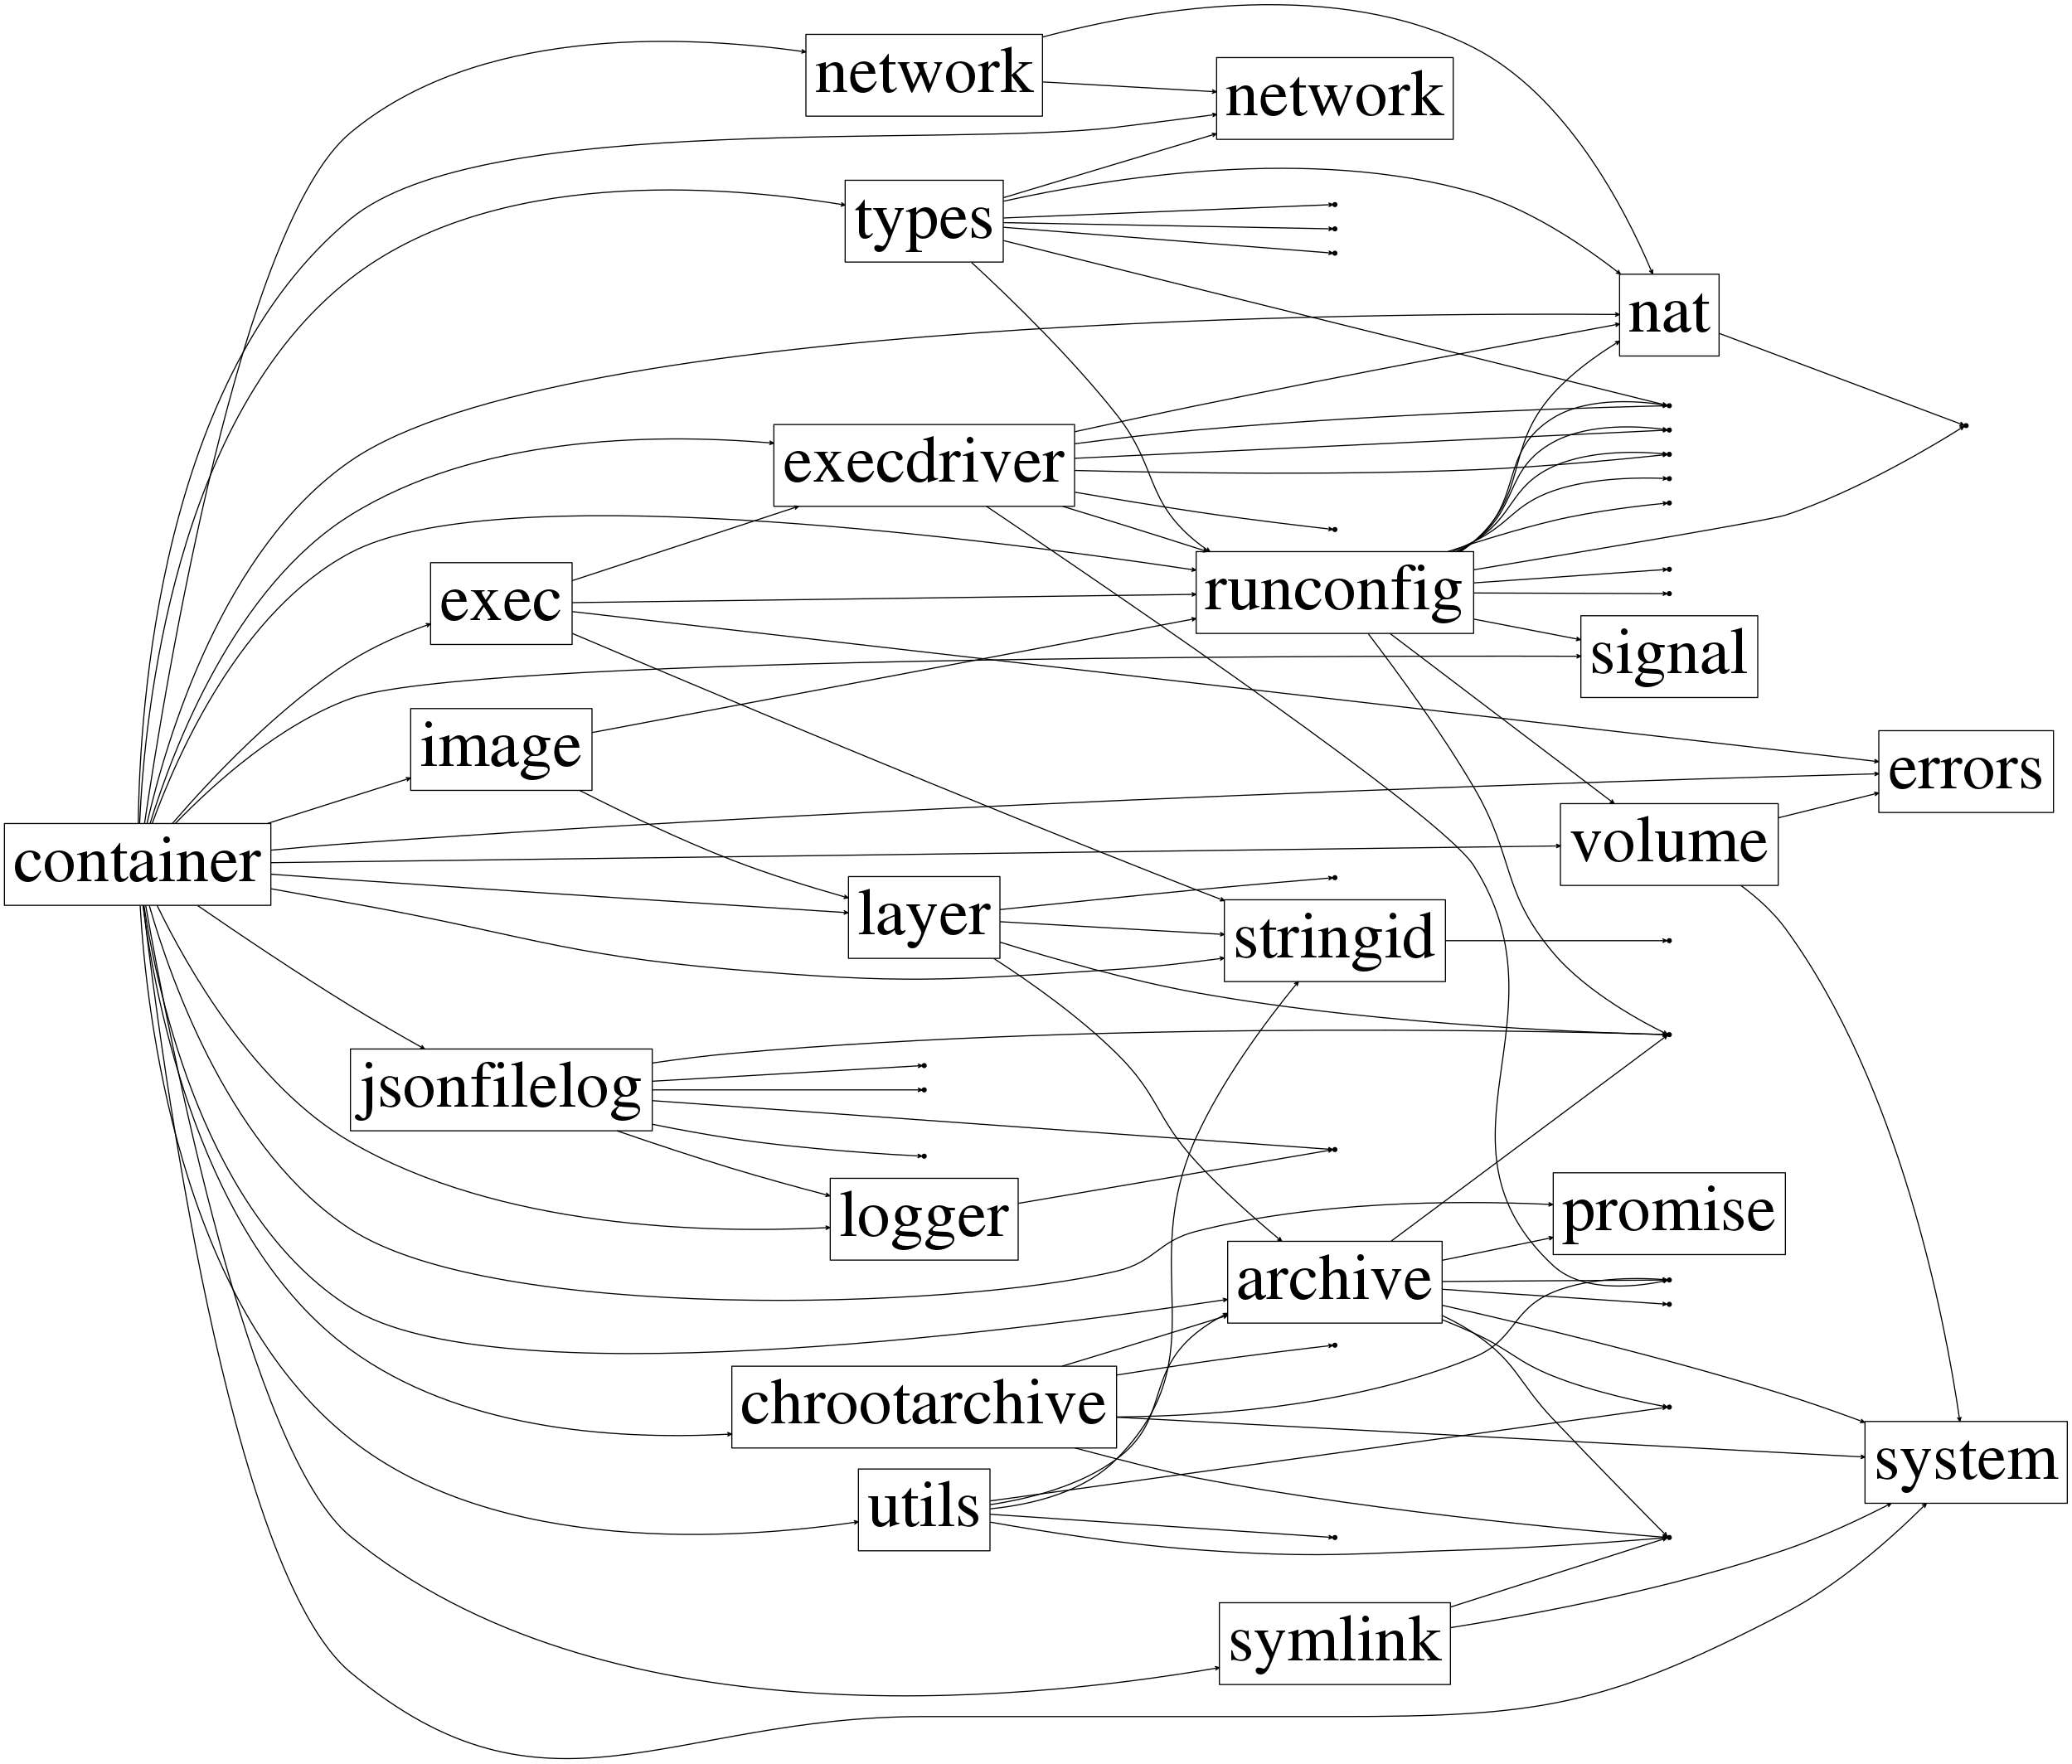 network
network
types
nat
execdriver
exec
runconfig
signal
image
errors
container
volume
layer
stringid
jsonfilelog
logger
promise
archive
chrootarchive
system
utils
symlink